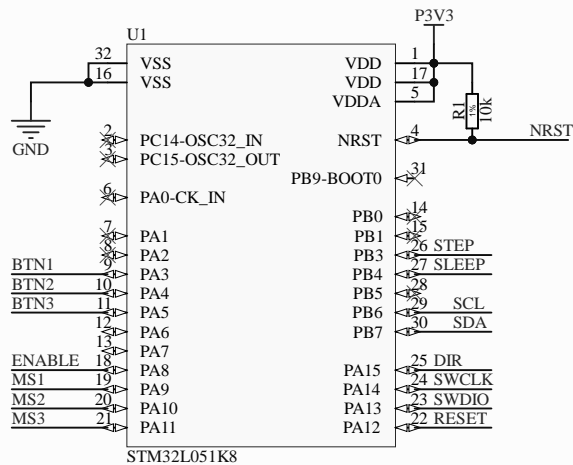 P3V3
U1
32 VSS VDD 1
16 VSS VDD 17
VDDA 5
R1 1% 10k
GND
2 PC14-OSC32_IN NRST 4 NRST
3 PC15-OSC32_OUT
PB9-BOOT0 31
6 PA0-CK_IN
PB0 14
7 PA1 PB1 15
8 PA2 PB3 26 STEP
BTN1 9 PA3 PB4 27 SLEEP
BTN2 10 PA4 PB5 28
BTN3 11 PA5 PB6 29 SCL
12 PA6 PB7 30 SDA
13 PA7
ENABLE 18 PA8 PA15 25 DIR
MS1 19 PA9 PA14 24 SWCLK
MS2 20 PA10 PA13 23 SWDIO
MS3 21 PA11 PA12 22 RESET
STM32L051K8